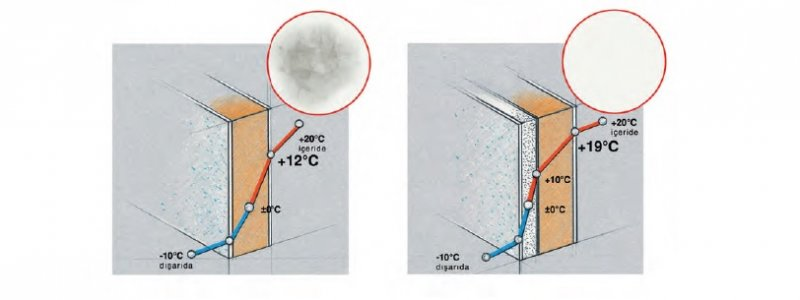 +20°C
içeride
+12°C
±0°C
-10°C
dışarıda
+20°C
içeride
+19°C
+10°C
±0°C
-10°C
dışarıda